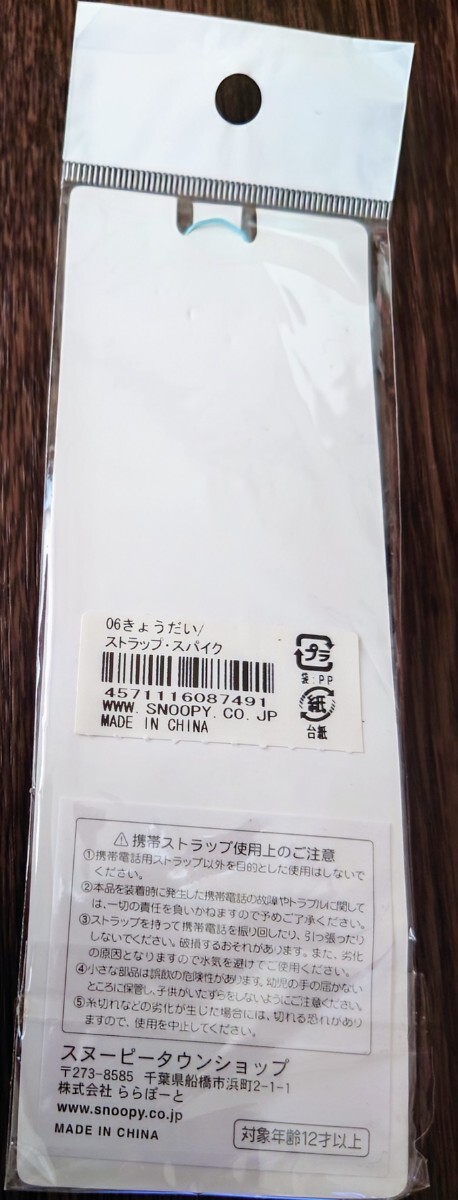 06きょうだい/
ストラップ・スパイク
4571116087491
WWW. SNOOPY. CO. JP
MADE IN CHINA
プラ
袋:PP
紙
台紙
⚠携帯ストラップ使用上のご注意
①携帯電話用ストラップ以外を目的とした使用はしないで
ください。
②本品を装着時に発生した携帯電話の故障やトラブルに関して
は、一切の責任を負いかねますので予めご了承ください。
③ストラップを持って携帯電話を振り回したり、引っ張ったり
しないでください。破損するおそれがあります。また、劣化
の原因となりますので水気を避けてご使用ください。
④小さな部品は誤飲の危険性があります。幼児の手の届かない
ところに保管し、子供がいたずらをしないようにご注意ください。
⑤糸切れなどの劣化が生じた場合には、切れる恐れがあり
ますので、使用を中止してください。
スヌーピータウンショップ
〒273-8585 千葉県船橋市浜町2-1-1
株式会社 ららぽーと
www.snoopy.co.jp
MADE IN CHINA
対象年齢12才以上